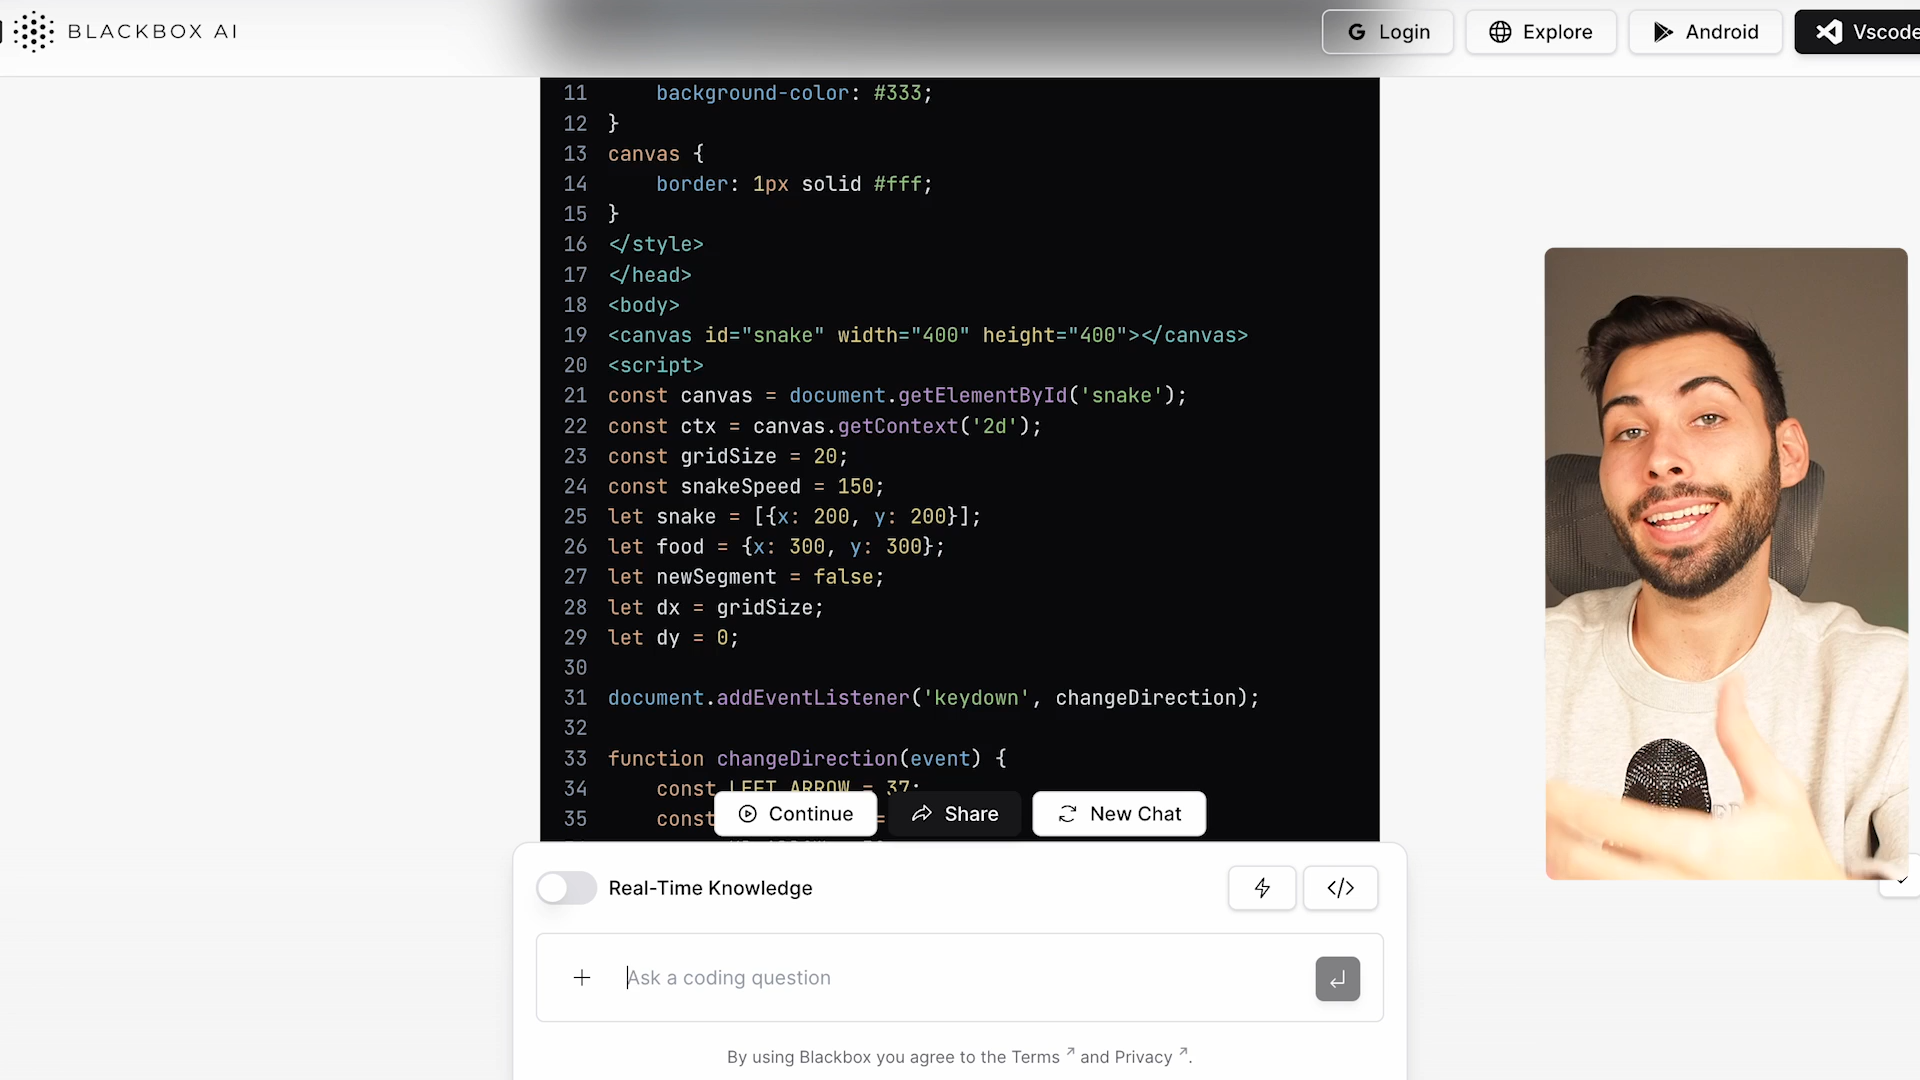 BLACKBOX AI
Login
Explore
Android
Vscode
11 background-color: #333;
12 }
13 canvas {
14 border: 1px solid #fff;
15 }
16 </style>
17 </head>
18 <body>
19 <canvas id="snake" width="400" height="400"></canvas>
20 <script>
21 const canvas = document.getElementById('snake');
22 const ctx = canvas.getContext('2d');
23 const gridSize = 20;
24 const snakeSpeed = 150;
25 let snake = [{x: 200, y: 200}];
26 let food = {x: 300, y: 300};
27 let newSegment = false;
28 let dx = gridSize;
29 let dy = 0;
30
31 document.addEventListener('keydown', changeDirection);
32
33 function changeDirection(event) {
34 const LEFT_ARROW = 37;
35 const =
Continue
Share
New Chat
Real-Time Knowledge
</>
Ask a coding question
By using Blackbox you agree to the Terms ↗ and Privacy ↗.